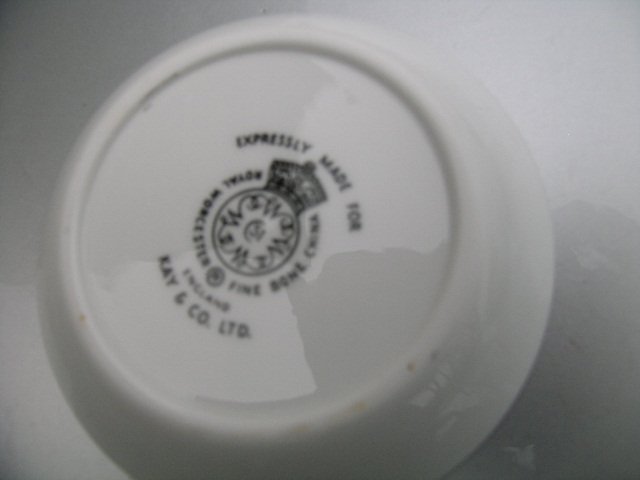 EXPRESSLY MADE FOR
ROYAL WORCESTER
®
FINE BONE CHINA
ENGLAND
KAY & CO. LTD.